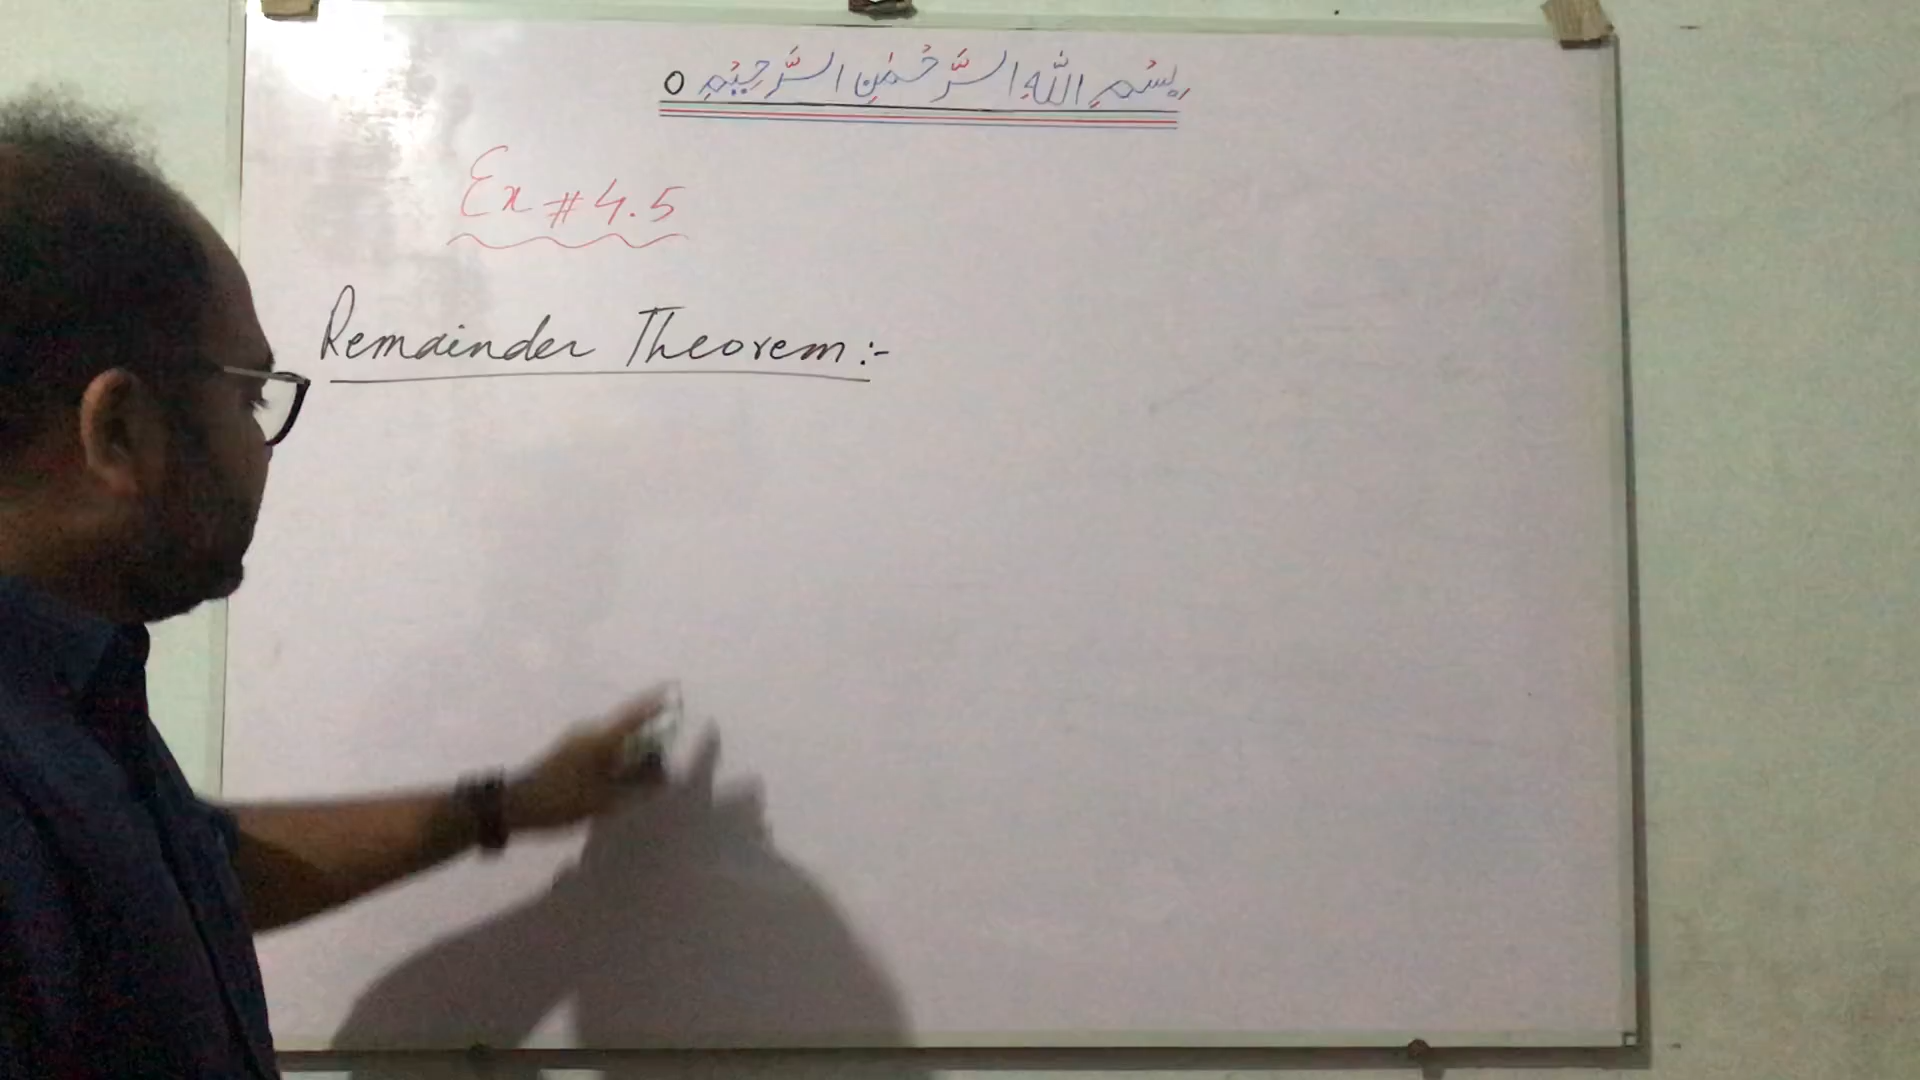 بِسْمِ اللّٰهِ الرَّحْمٰنِ الرَّحِيْمِ ○
Ex # 4.5
Remainder Theorem :-